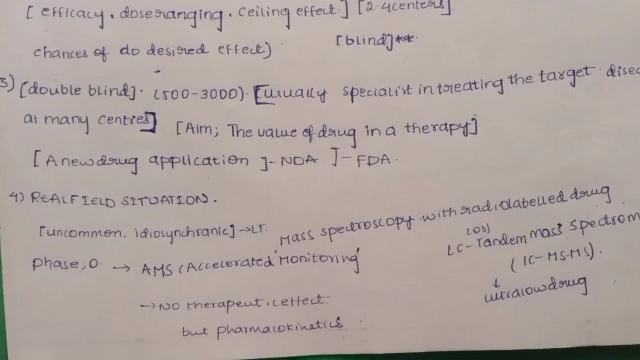 [efficacy. doseranging. Ceiling effect.] [2-4centers]
chances of do desired effect) [blind]**
3) [double blind]. (500-3000). [usually specialist in treating the target disea
at many centres] [Aim; The value of drug in a therapy]
[A new drug application]-NDA ]-FDA.
4) REALFIELD SITUATION.
[uncommon, idiosynchranic]→LT.
Mass spectroscopy with radiolabelled drug
(OS)
Phase,0. → AMS (Accelerated Monitoring
LC-Tandem mass spectrom
(IC-MS-MS).
↓
ultralowdrug
→ NO therapeutic effect.
but pharmacokinetics.